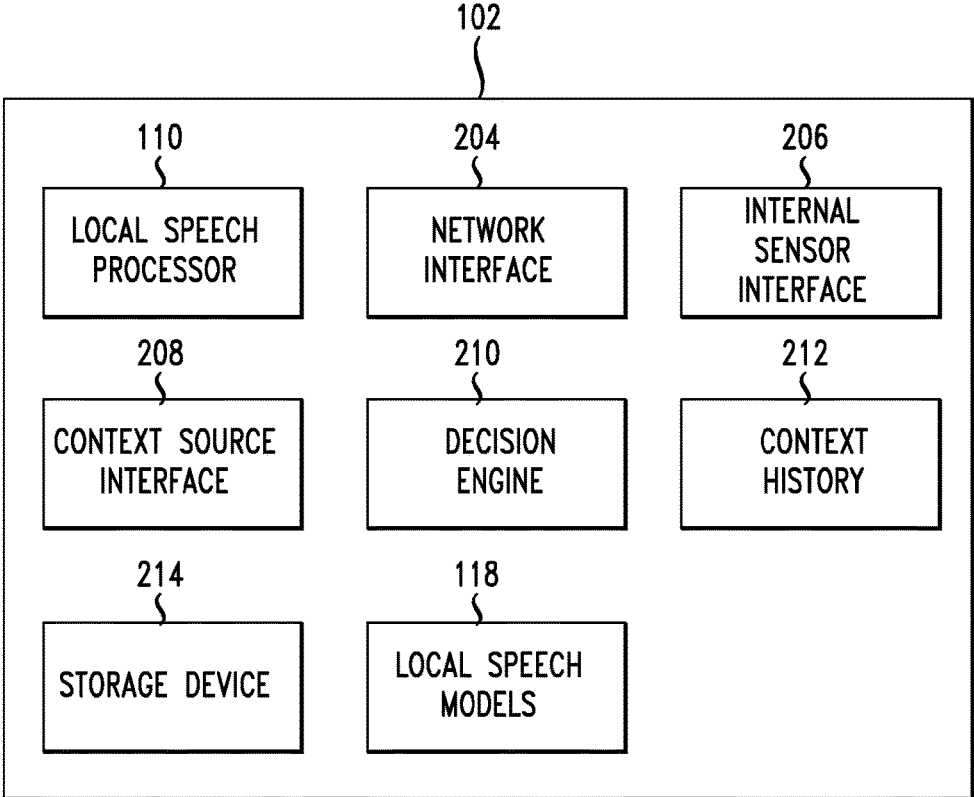 102
110
204
206
LOCAL SPEECH
PROCESSOR
NETWORK
INTERFACE
INTERNAL
SENSOR
INTERFACE
208
210
212
CONTEXT SOURCE
INTERFACE
DECISION
ENGINE
CONTEXT
HISTORY
214
118
STORAGE DEVICE
LOCAL SPEECH
MODELS